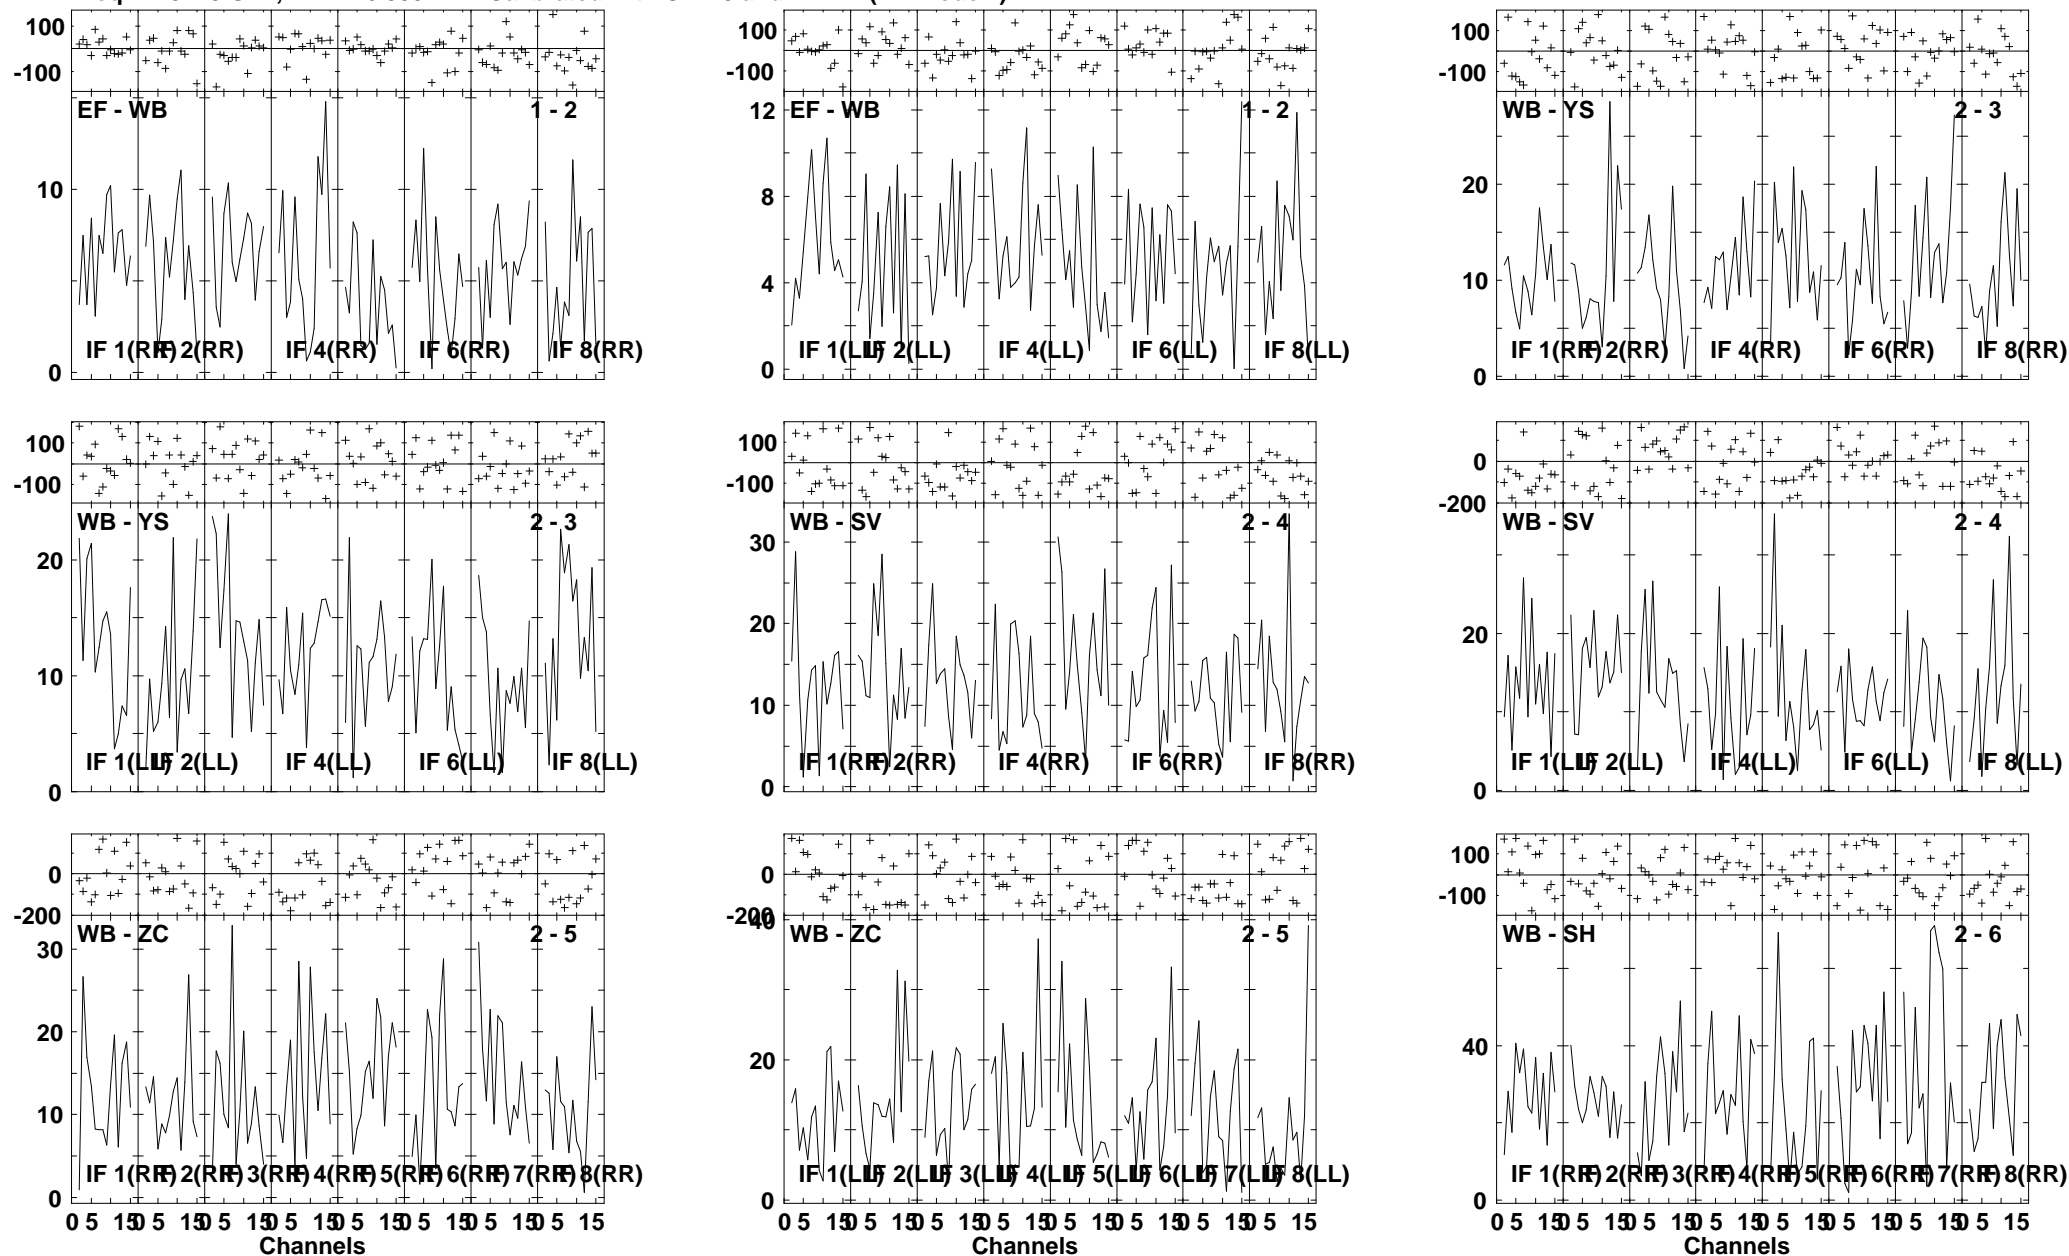 100
-100
EF - WB 1 - 2
10
0
IF 1(RR) IF 2(RR) IF 4(RR) IF 6(RR) IF 8(RR)
100
-100
EF - WB 1 - 2
12
8
4
0
IF 1(LL) IF 2(LL) IF 4(LL) IF 6(LL) IF 8(LL)
100
-100
WB - YS 2 - 3
20
10
0
IF 1(RR) IF 2(RR) IF 4(RR) IF 6(RR) IF 8(RR)
100
-100
WB - YS 2 - 3
20
10
0
IF 1(LL) IF 2(LL) IF 4(LL) IF 6(LL) IF 8(LL)
100
-100
WB - SV 2 - 4
30
20
10
0
IF 1(RR) IF 2(RR) IF 4(RR) IF 6(RR) IF 8(RR)
0
-200
WB - SV 2 - 4
20
0
IF 1(LL) IF 2(LL) IF 4(LL) IF 6(LL) IF 8(LL)
0
-200
WB - ZC 2 - 5
30
20
10
0
IF 1(RR) IF 2(RR) IF 3(RR) IF 4(RR) IF 5(RR) IF 6(RR) IF 7(RR) IF 8(RR)
0 5 15 0 5 15 0 5 15 0 5 15 0 5 15 0 5 15 0 5 15 0 5 15
Channels
0
-200
40
WB - ZC 2 - 5
20
0
IF 1(LL) IF 2(LL) IF 3(LL) IF 4(LL) IF 5(LL) IF 6(LL) IF 7(LL) IF 8(LL)
0 5 15 0 5 15 0 5 15 0 5 15 0 5 15 0 5 15 0 5 15 0 5 15
Channels
100
-100
WB - SH 2 - 6
40
0
IF 1(RR) IF 2(RR) IF 3(RR) IF 4(RR) IF 5(RR) IF 6(RR) IF 7(RR) IF 8(RR)
0 5 15 0 5 15 0 5 15 0 5 15 0 5 15 0 5 15 0 5 15 0 5 15
Channels